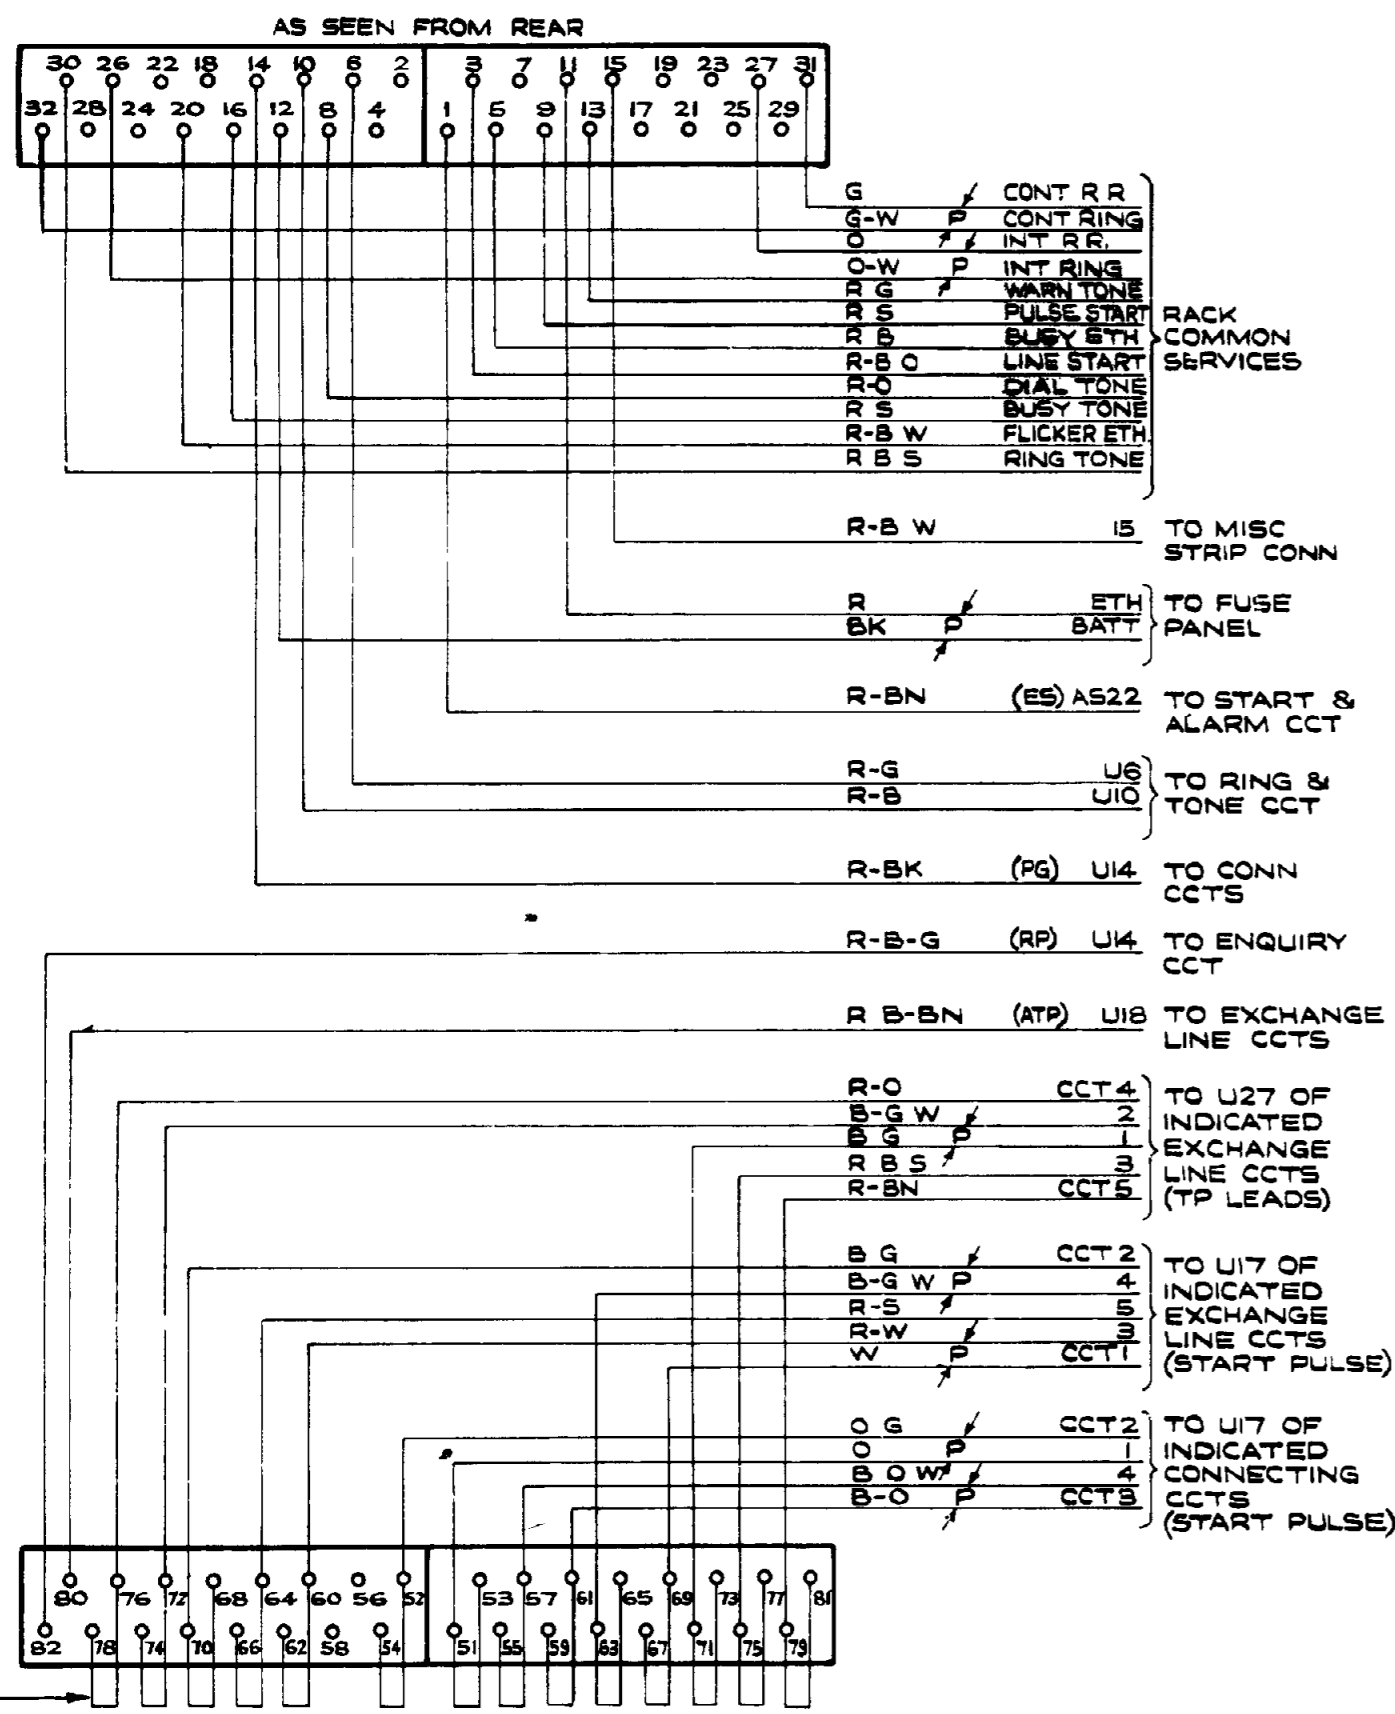 AS SEEN FROM REAR
30 26 22 18 14 10 6 2 3 7 11 15 19 23 27 31
32 28 24 20 16 12 8 4 1 5 9 13 17 21 25 29
G CONT R R
G-W P CONT RING
O INT R R.
O-W P INT RING
R G WARN TONE
R S PULSE START
R B BUSY ETH
R-B O LINE START
R-O DIAL TONE
R S BUSY TONE
R-B W FLICKER ETH
R B S RING TONE
RACK
COMMON
SERVICES
R-B W 15 TO MISC
STRIP CONN
R ETH
BK P BATT
TO FUSE
PANEL
R-BN (ES) AS22 TO START &
ALARM CCT
R-G U6
R-B U10
TO RING &
TONE CCT
R-BK (PG) U14 TO CONN
CCTS
R-B-G (RP) U14 TO ENQUIRY
CCT
R B-BN (ATP) U18 TO EXCHANGE
LINE CCTS
R-O CCT 4
B-G W 2
B G P 1
R B S 3
R-BN CCT 5
TO U27 OF
INDICATED
EXCHANGE
LINE CCTS
(TP LEADS)
B G CCT 2
B-G W P 4
R-S 5
R-W 3
W P CCT 1
TO U17 OF
INDICATED
EXCHANGE
LINE CCTS
(START PULSE)
O G CCT 2
O P 1
B O W 4
B-O P CCT 3
TO U17 OF
INDICATED
CONNECTING
CCTS
(START PULSE)
80 76 72 68 64 60 56 52 53 57 61 65 69 73 77 81
82 78 74 70 66 62 58 54 51 55 59 63 67 71 75 79